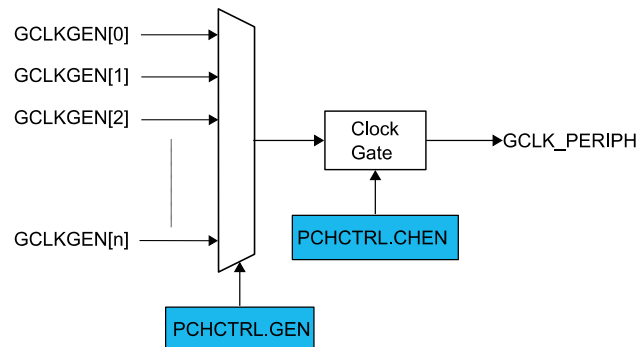 GCLKGEN[0]
GCLKGEN[1]
GCLKGEN[2]
GCLKGEN[n]
Clock
Gate
GCLK_PERIPH
PCHCTRL.CHEN
PCHCTRL.GEN